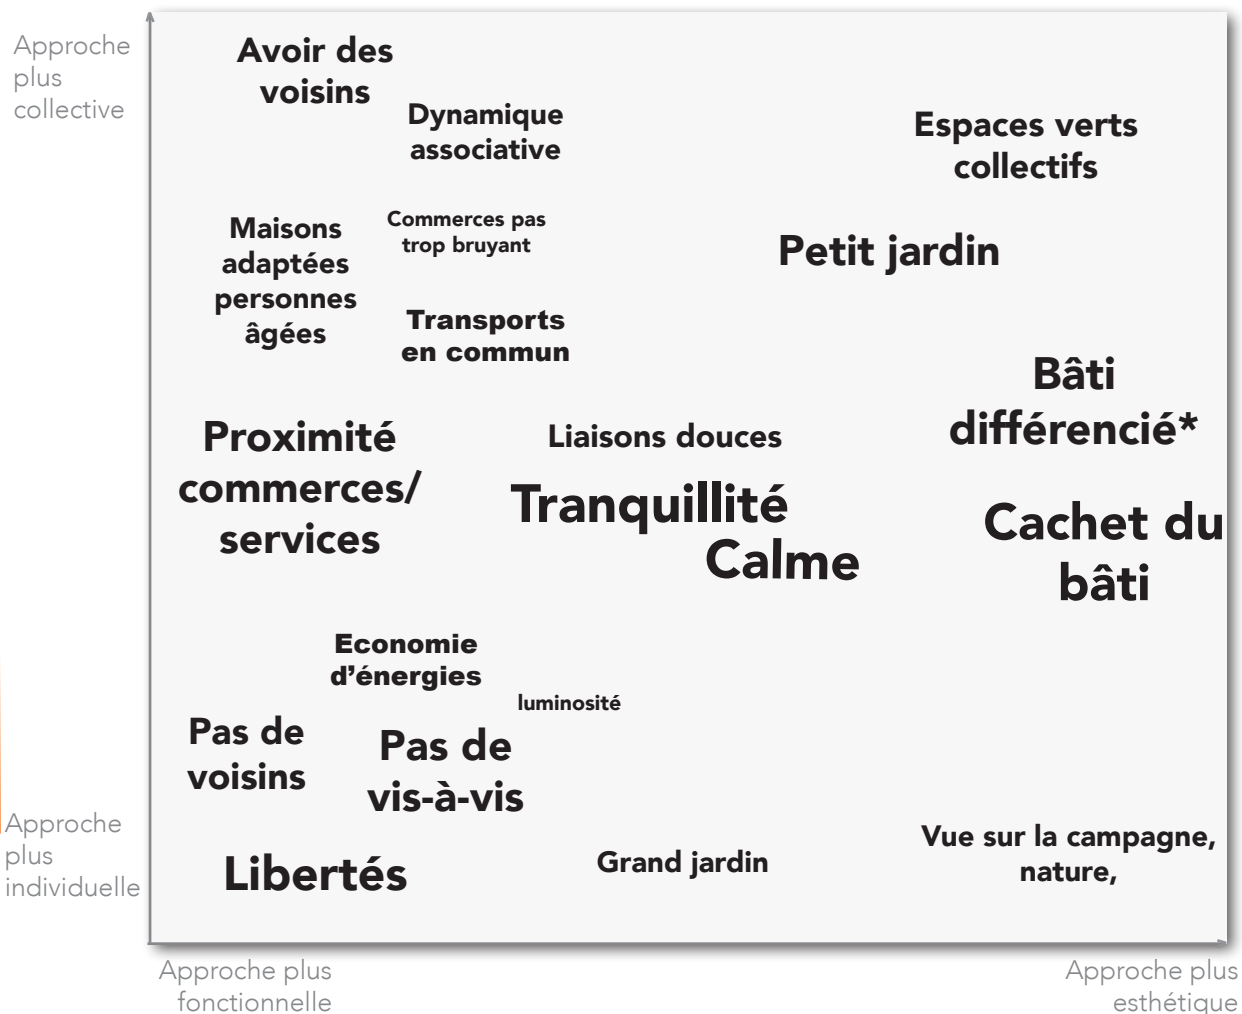 Approche
plus
collective
Avoir des
voisins
Dynamique
associative
Espaces verts
collectifs
Maisons
adaptées
personnes
âgées
Commerces pas
trop bruyant
Petit jardin
Transports
en commun
Bâti
différencié*
Proximité
commerces/
services
Liaisons douces
Tranquillité
Calme
Cachet du
bâti
Economie
d'énergies
luminosité
Pas de
voisins
Pas de
vis-à-vis
Approche
plus
individuelle
Libertés
Grand jardin
Vue sur la campagne,
nature,
Approche plus
fonctionnelle
Approche plus
esthétique